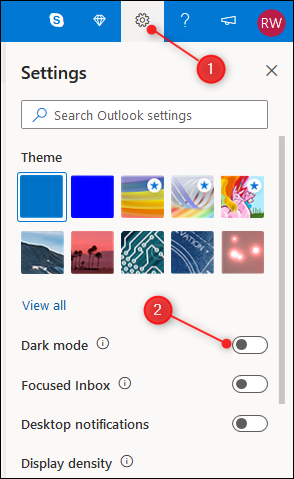 ?
RW
1
Settings
Search Outlook settings
Theme
View all
2
Dark mode
Focused Inbox
Desktop notifications
Display density